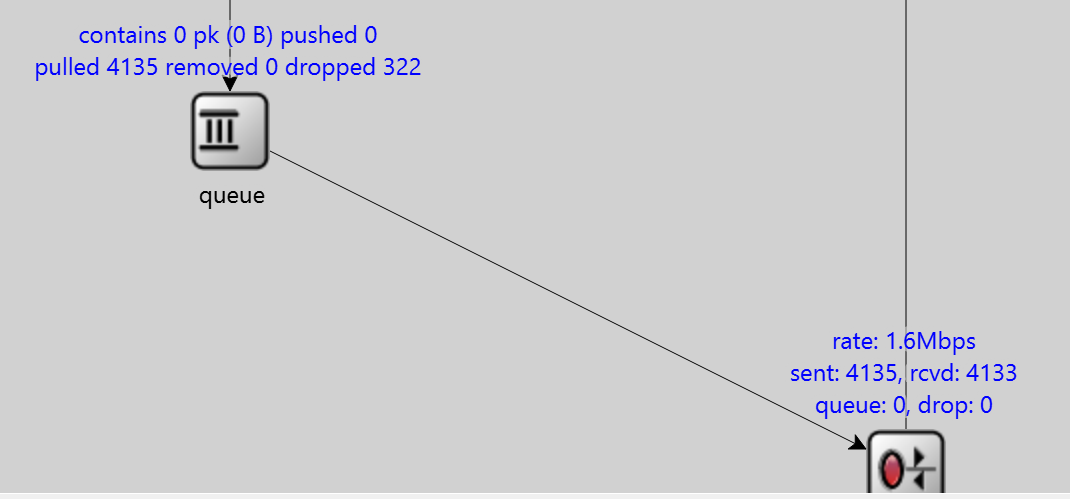 contains 0 pk (0 B) pushed 0
pulled 4135 removed 0 dropped 322
queue
rate: 1.6Mbps
sent: 4135, rcvd: 4133
queue: 0, drop: 0